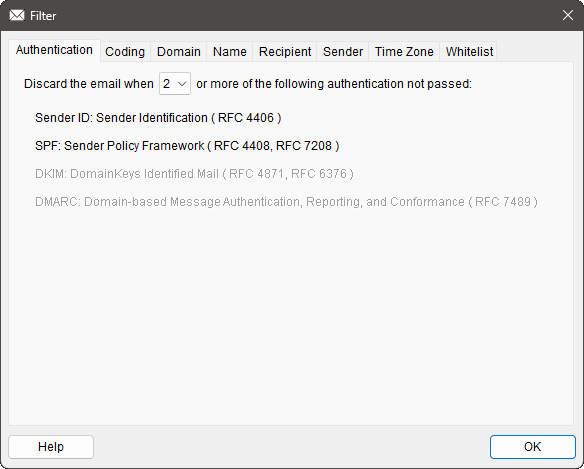 Filter
Authentication Coding Domain Name Recipient Sender Time Zone Whitelist
Discard the email when 2 or more of the following authentication not passed:
Sender ID: Sender Identification ( RFC 4406 )
SPF: Sender Policy Framework ( RFC 4408, RFC 7208 )
DKIM: DomainKeys Identified Mail ( RFC 4871, RFC 6376 )
DMARC: Domain-based Message Authentication, Reporting, and Conformance ( RFC 7489 )
Help OK